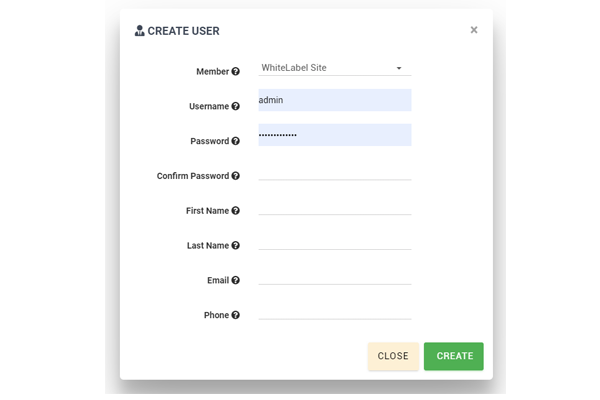 CREATE USER ×
Member ? WhiteLabel Site
Username ? admin
Password ? •••••••••••••
Confirm Password ?
First Name ?
Last Name ?
Email ?
Phone ?
CLOSE CREATE